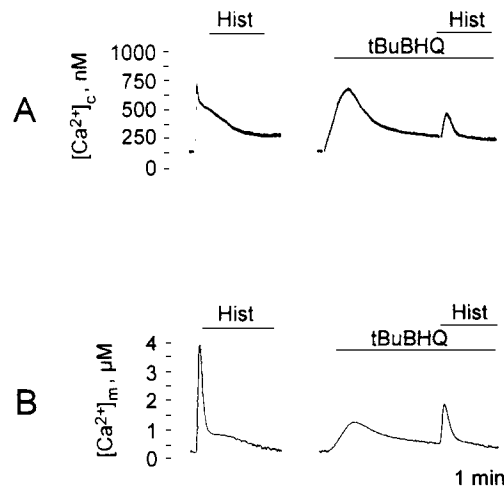 Hist
Hist
tBuBHQ
A
[Ca2+]c, nM
1000
750
500
250
0
Hist
Hist
tBuBHQ
B
[Ca2+]m, µM
4
3
2
1
0
1 min